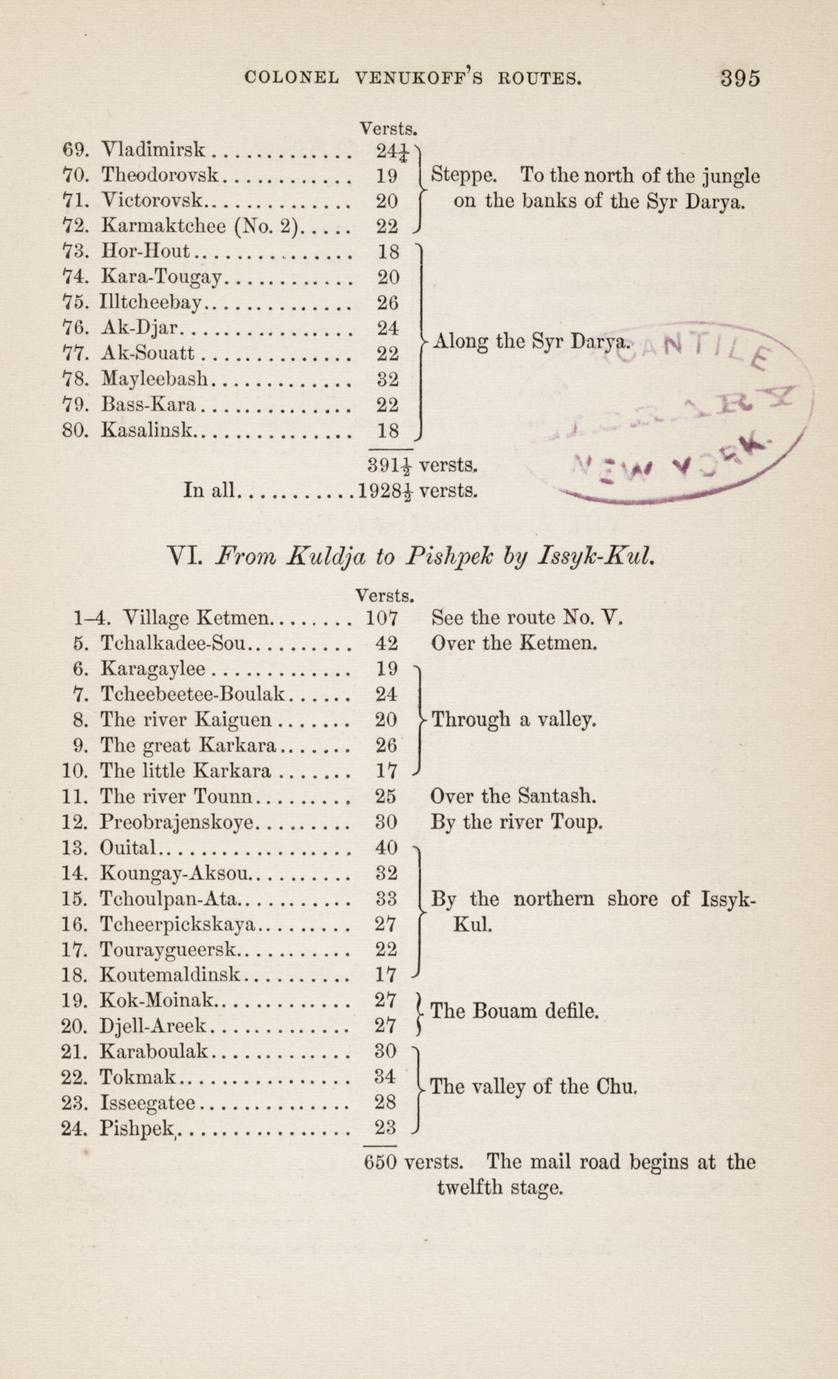 COLONEL VENUKOFF'S ROUTES. 395
Versts.
69. Vladimirsk ............. 24¼
70. Theodorovsk............ 19 Steppe. To the north of the jungle
71. Victorovsk.............. 20 on the banks of the Syr Darya.
72. Karmaktchee (No. 2)..... 22
73. Hor-Hout............... 18
74. Kara-Tougay............ 20
75. Illtcheebay.............. 26
76. Ak-Djar................ 24 Along the Syr Darya.
77. Ak-Souatt .............. 22
78. Mayleebash............. 32
79. Bass-Kara.............. 22
80. Kasalinsk............... 18
391½ versts.
In all...........1928½ versts.
NEW YORK
VI. From Kuldja to Pishpek by Issyk-Kul.
Versts.
1–4. Village Ketmen........ 107 See the route No. V.
5. Tchalkadee-Sou.......... 42 Over the Ketmen.
6. Karagaylee ............. 19
7. Tcheebeetee-Boulak...... 24
8. The river Kaiguen ....... 20 Through a valley.
9. The great Karkara....... 26
10. The little Karkara ....... 17
11. The river Tounn......... 25 Over the Santash.
12. Preobrajenskoye......... 30 By the river Toup.
13. Ouital................. 40
14. Koungay-Aksou.......... 32
15. Tchoulpan-Ata.......... 33 By the northern shore of Issyk-
16. Tcheerpickskaya........ 27 Kul.
17. Touraygueersk.......... 22
18. Koutemaldinsk.......... 17
19. Kok-Moinak............ 27 The Bouam defile.
20. Djell-Areek............. 27
21. Karaboulak............. 30
22. Tokmak................ 34 The valley of the Chu.
23. Isseegatee.............. 28
24. Pishpek................ 23
650 versts. The mail road begins at the
twelfth stage.